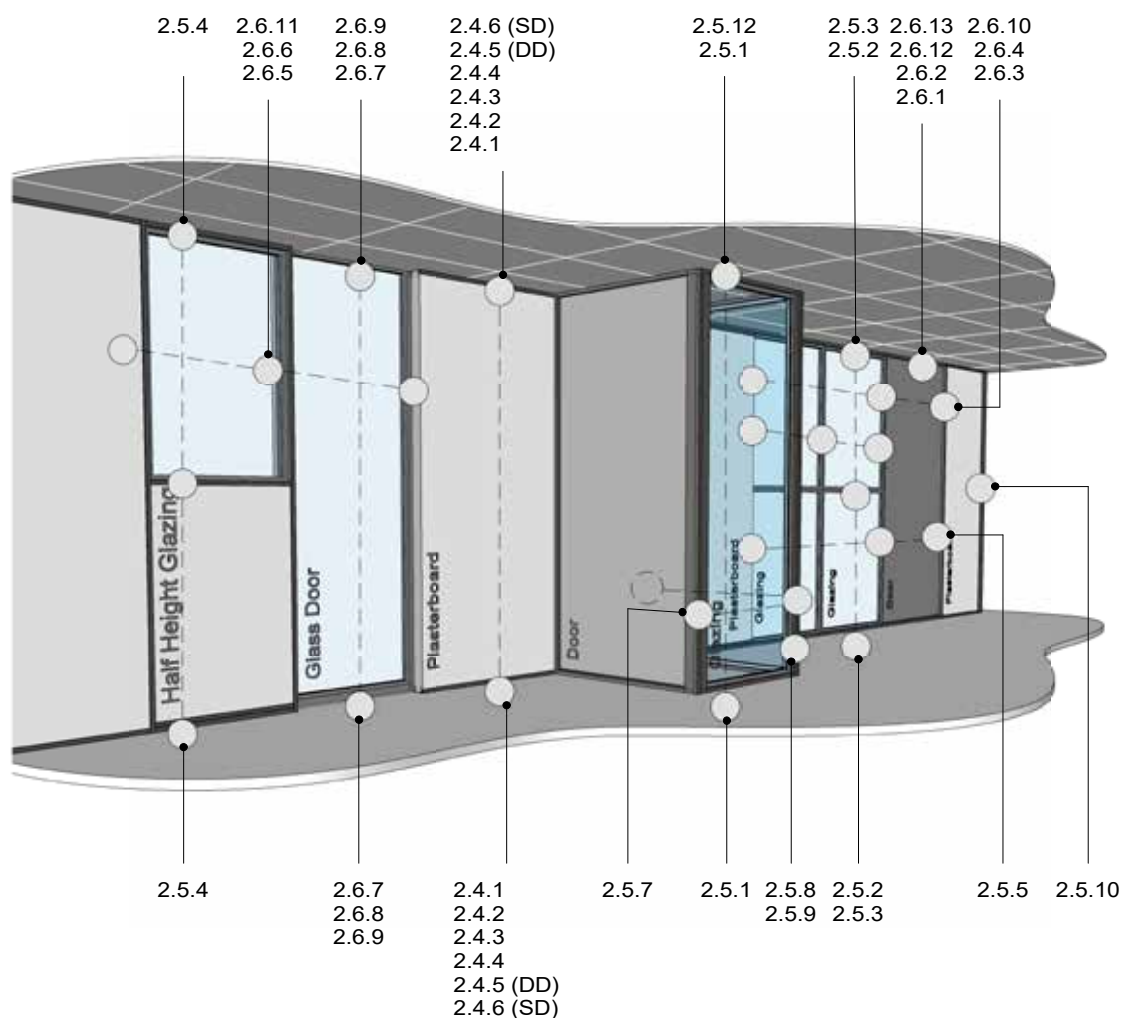 2.5.4
2.6.11
2.6.6
2.6.5
2.6.9
2.6.8
2.6.7
2.4.6 (SD)
2.4.5 (DD)
2.4.4
2.4.3
2.4.2
2.4.1
2.5.12
2.5.1
2.5.3
2.5.2
2.6.13
2.6.12
2.6.2
2.6.1
2.6.10
2.6.4
2.6.3
Half Height Glazing
Glass Door
Plasterboard
Door
Glazing
Plasterboard
Glazing
Glazing
Door
Plasterboard
2.5.4
2.6.7
2.6.8
2.6.9
2.4.1
2.4.2
2.4.3
2.4.4
2.4.5 (DD)
2.4.6 (SD)
2.5.7
2.5.1
2.5.8
2.5.9
2.5.2
2.5.3
2.5.5
2.5.10